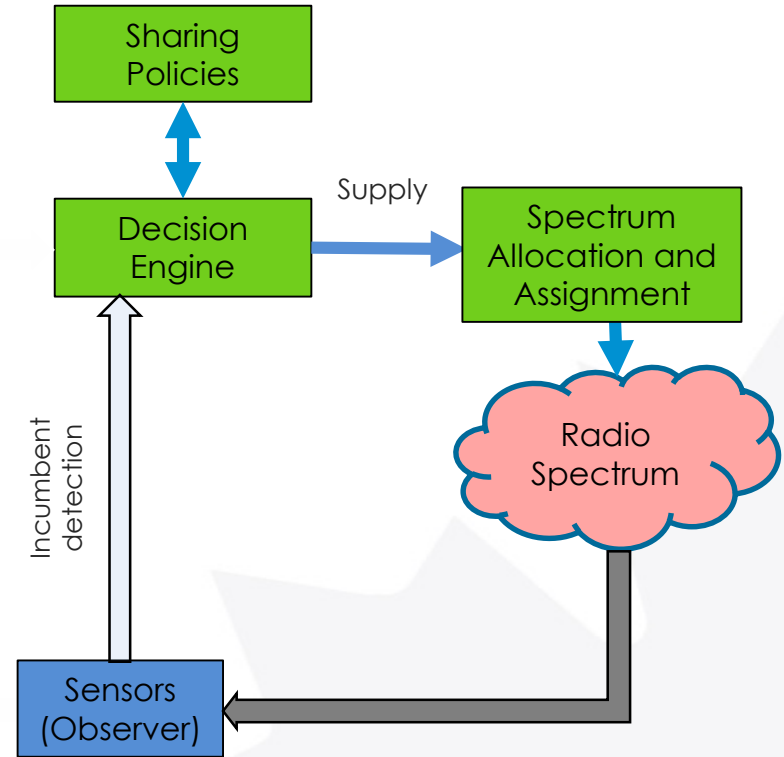 Sharing
Policies
Supply
Decision
Engine
Spectrum
Allocation and
Assignment
Incumbent
detection
Radio
Spectrum
Sensors
(Observer)